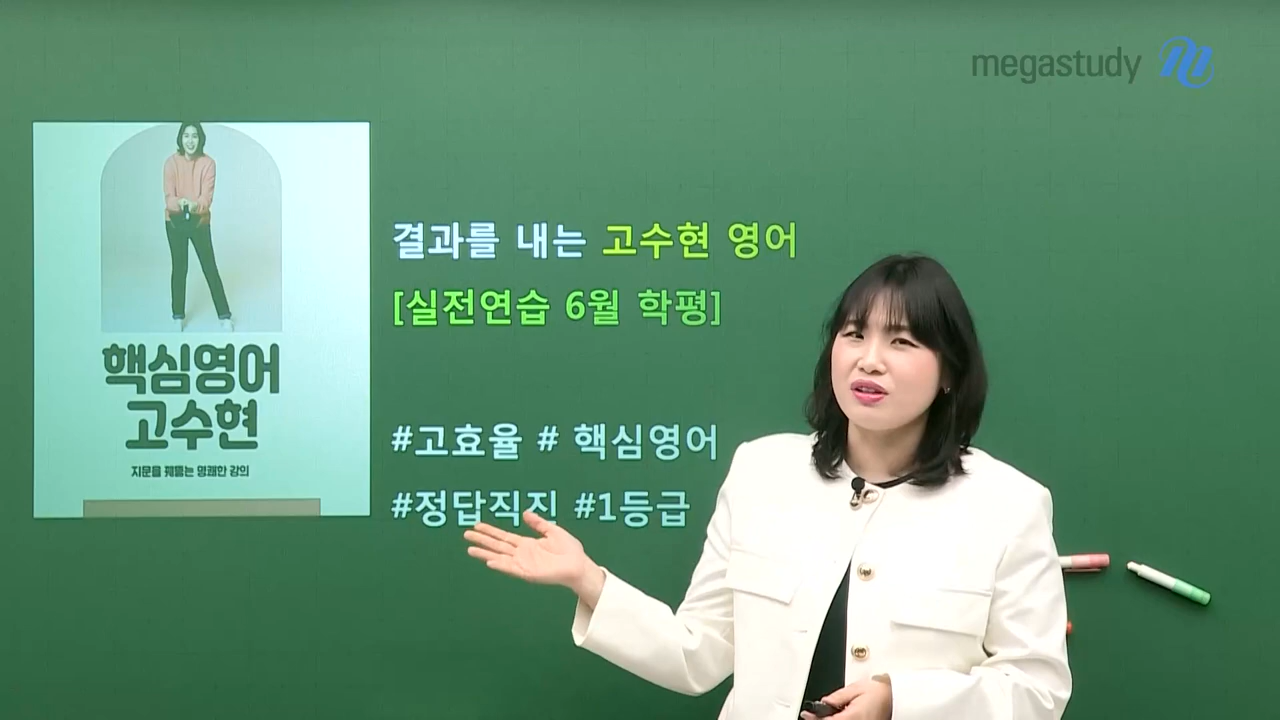 megastudy
핵심영어
고수현
지문을 꿰뚫는 명쾌한 강의
결과를 내는 고수현 영어
[실전연습 6월 학평]
#고효율 # 핵심영어
#정답직진 #1등급